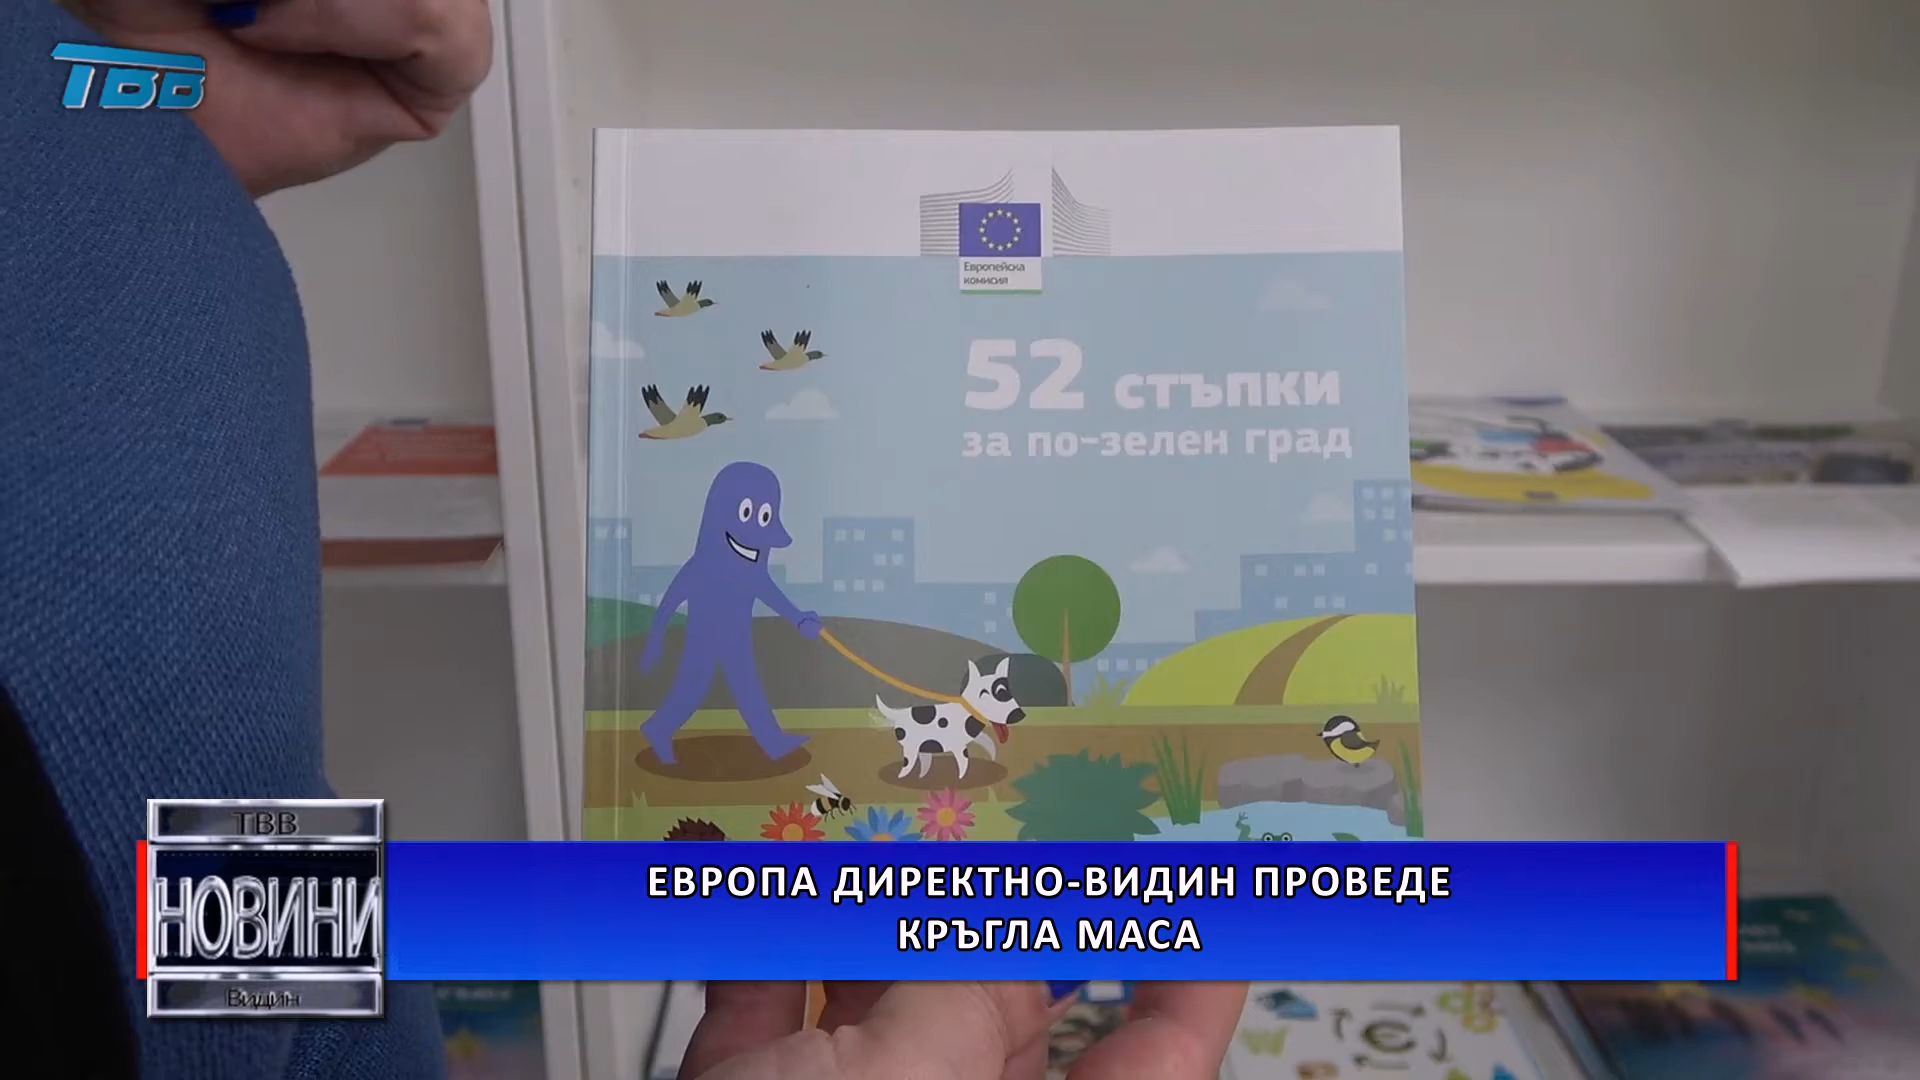 ТВВ
Европейска
комисия
52 стъпки
за по-зелен град
ТВВ
НОВИНИ
Видин
ЕВРОПА ДИРЕКТНО-ВИДИН ПРОВЕДЕ
КРЪГЛА МАСА